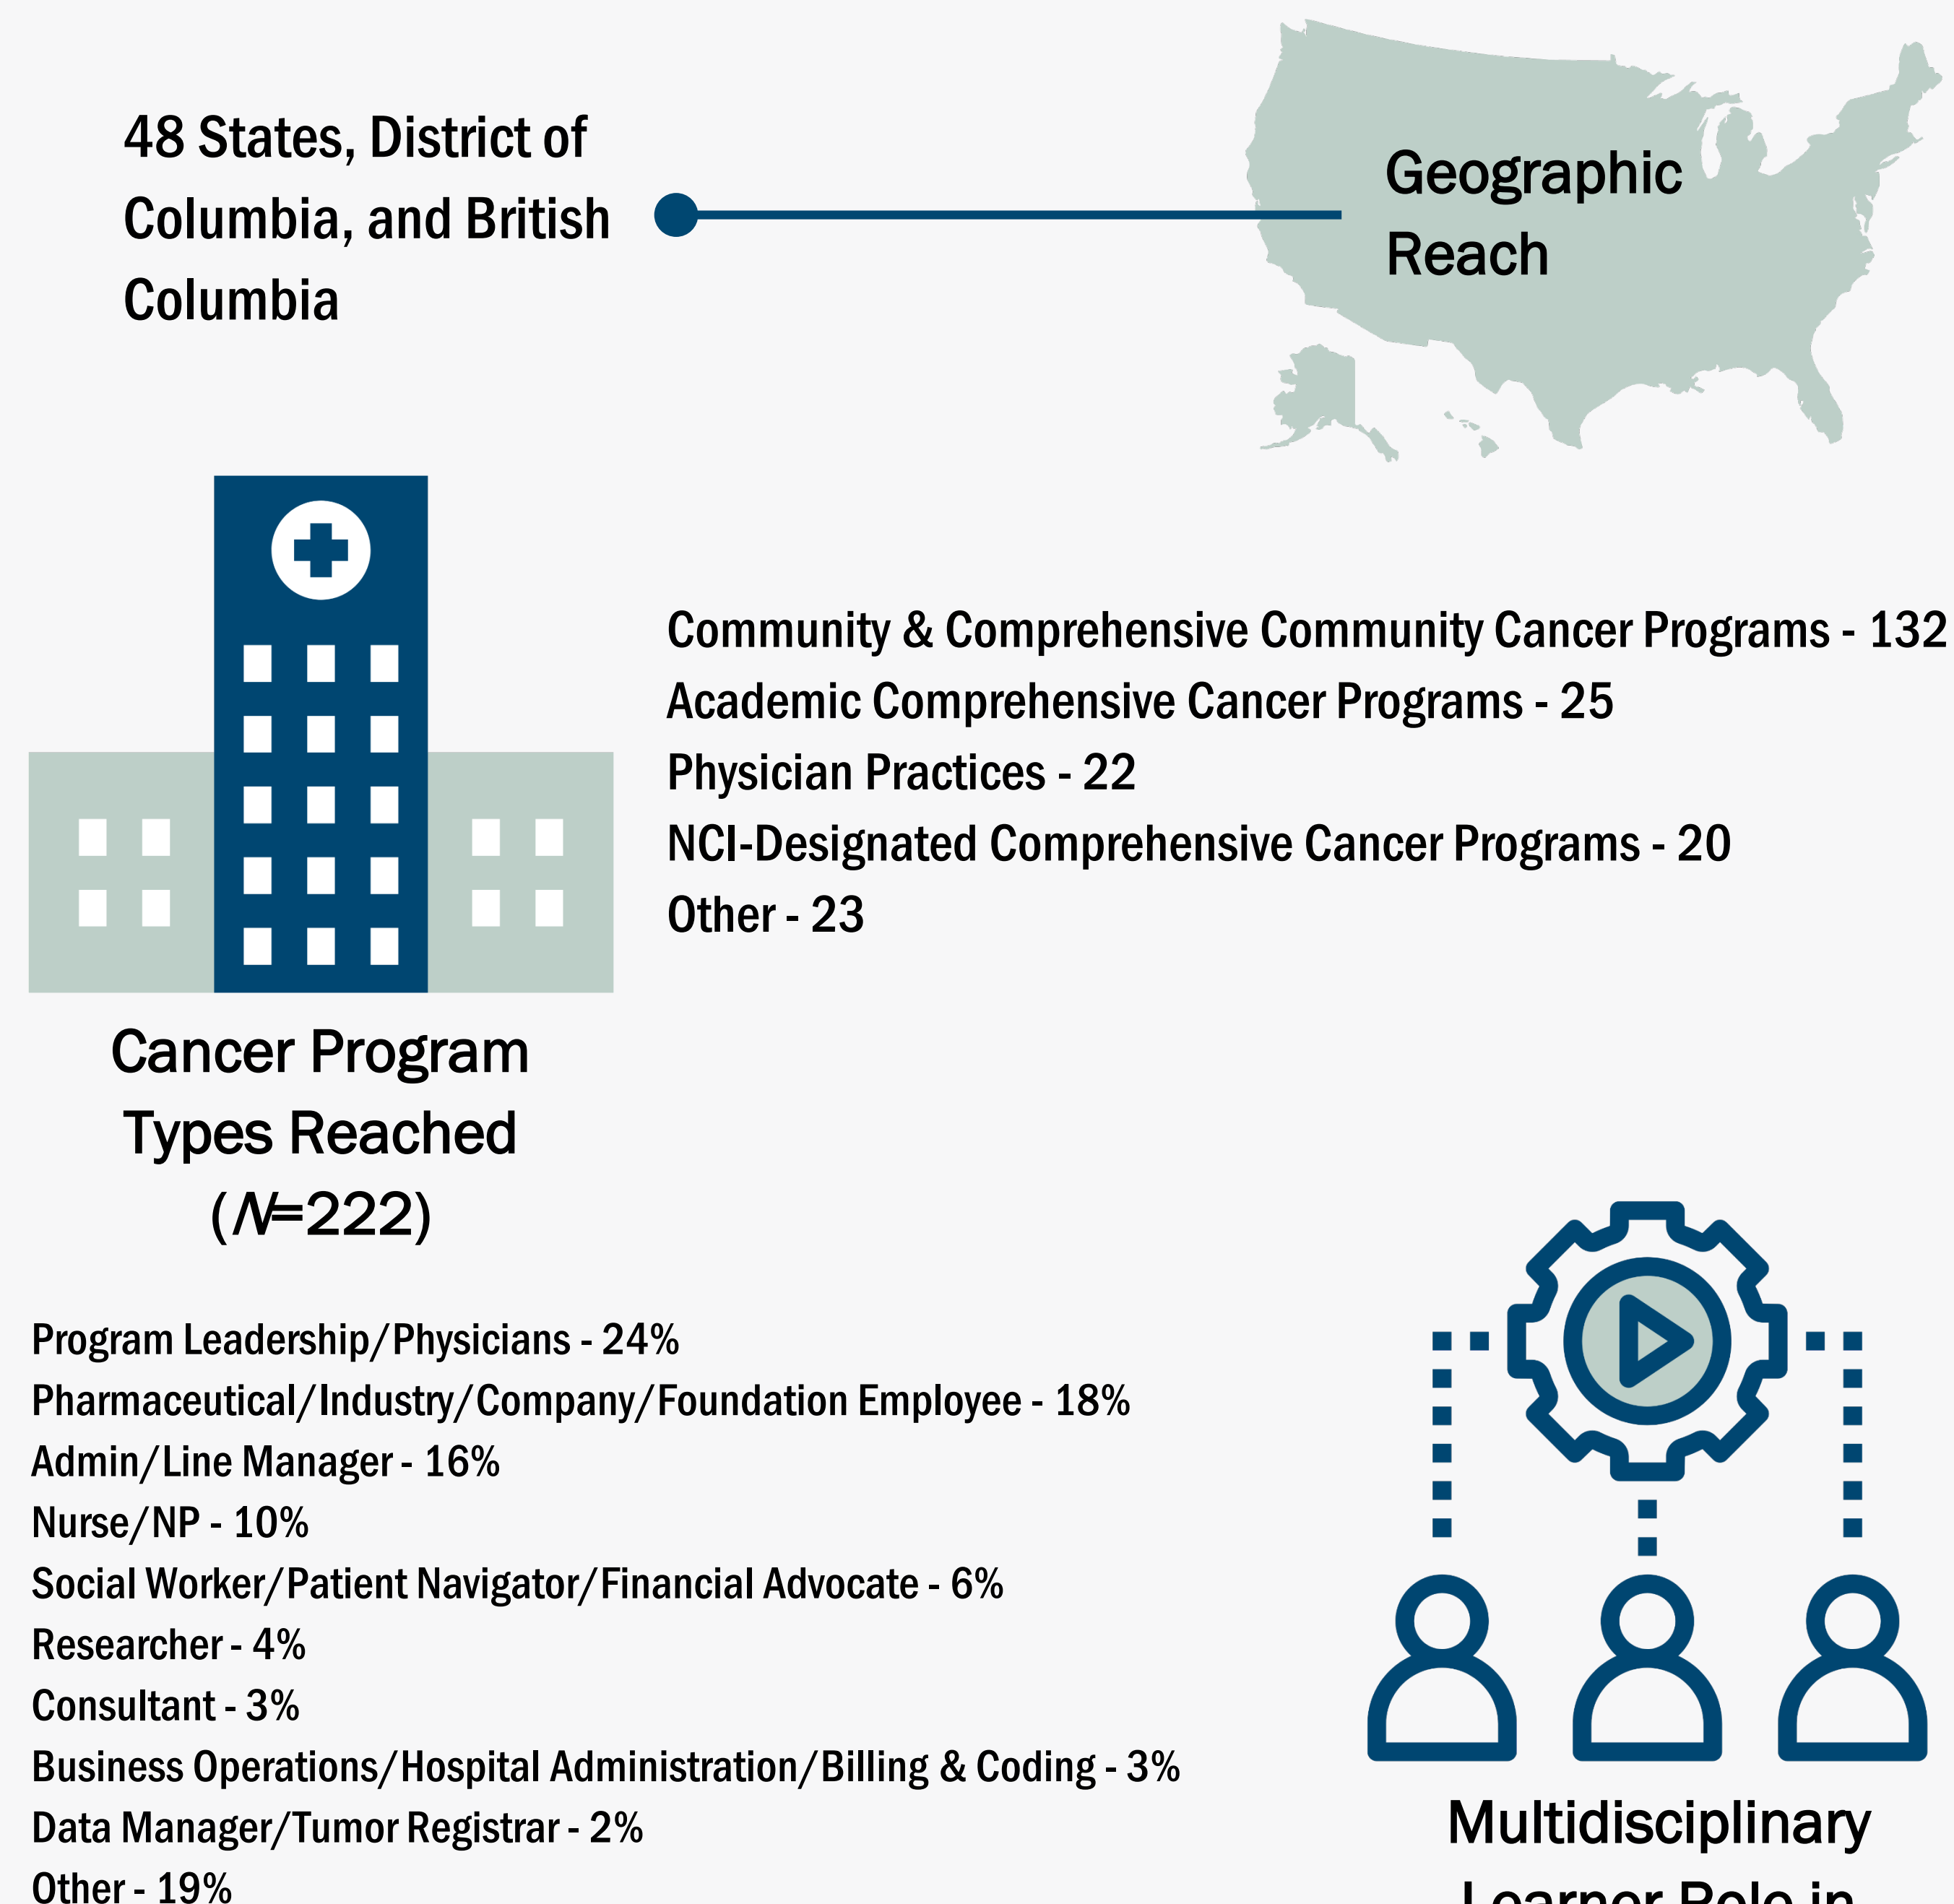 48 States, District of
Columbia, and British
Columbia
Geographic
Reach
Community & Comprehensive Community Cancer Programs - 132
Academic Comprehensive Cancer Programs - 25
Physician Practices - 22
NCI-Designated Comprehensive Cancer Programs - 20
Other - 23
Cancer Program
Types Reached
(N=222)
Program Leadership/Physicians - 24%
Pharmaceutical/Industry/Company/Foundation Employee - 18%
Admin/Line Manager - 16%
Nurse/NP - 10%
Social Worker/Patient Navigator/Financial Advocate - 6%
Researcher - 4%
Consultant - 3%
Business Operations/Hospital Administration/Billing & Coding - 3%
Data Manager/Tumor Registrar - 2%
Other - 19%
Multidisciplinary
Learner Role in